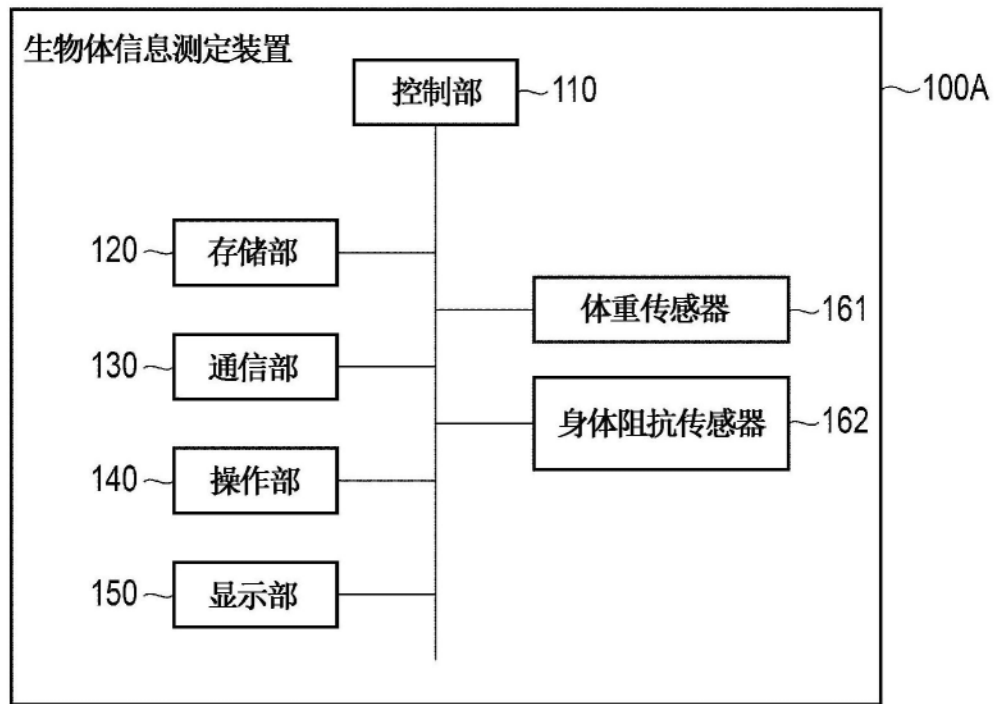 生物体信息测定装置
控制部 110
100A
120 存储部
体重传感器 161
130 通信部
身体阻抗传感器 162
140 操作部
150 显示部